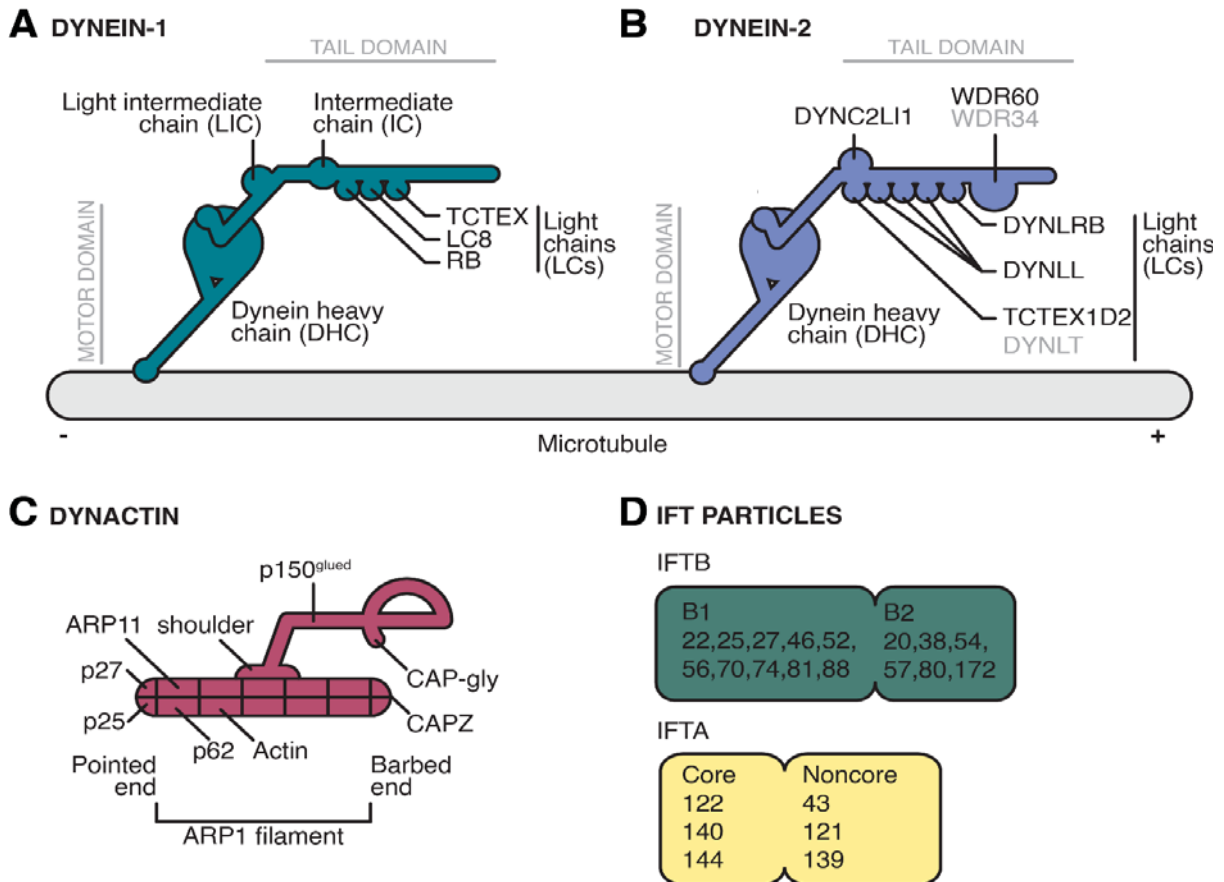 A DYNEIN-1
TAIL DOMAIN
Light intermediate
chain (LIC)
Intermediate
chain (IC)
TCTEX
LC8
RB
Light
chains
(LCs)
MOTOR DOMAIN
Dynein heavy
chain (DHC)
B DYNEIN-2
TAIL DOMAIN
DYNC2LI1
WDR60
WDR34
DYNLRB
DYNLL
TCTEX1D2
DYNLT
Light
chains
(LCs)
MOTOR DOMAIN
Dynein heavy
chain (DHC)
-
Microtubule
+
C DYNACTIN
p150glued
ARP11
shoulder
p27
p25
p62
Actin
CAP-gly
CAPZ
Pointed
end
Barbed
end
ARP1 filament
D IFT PARTICLES
IFTB
B1
22,25,27,46,52,
56,70,74,81,88
B2
20,38,54,
57,80,172
IFTA
Core
122
140
144
Noncore
43
121
139